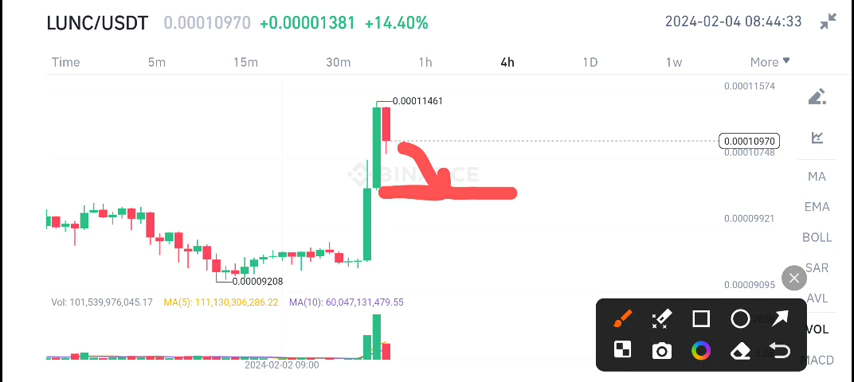 LUNC/USDT 0.00010970 +0.00001381 +14.40% 2024-02-04 08:44:33
Time 5m 15m 30m 1h 4h 1D 1w More
0.00011574
0.00011461
0.00010970
0.00010748
BINANCE
MA
EMA
0.00009921
BOLL
SAR
0.00009208
0.00009095
AVL
Vol: 101,539,976,045.17 MA(5): 111,130,306,286.22 MA(10): 60,047,131,479.55
VOL
MACD
2024-02-02 09:00